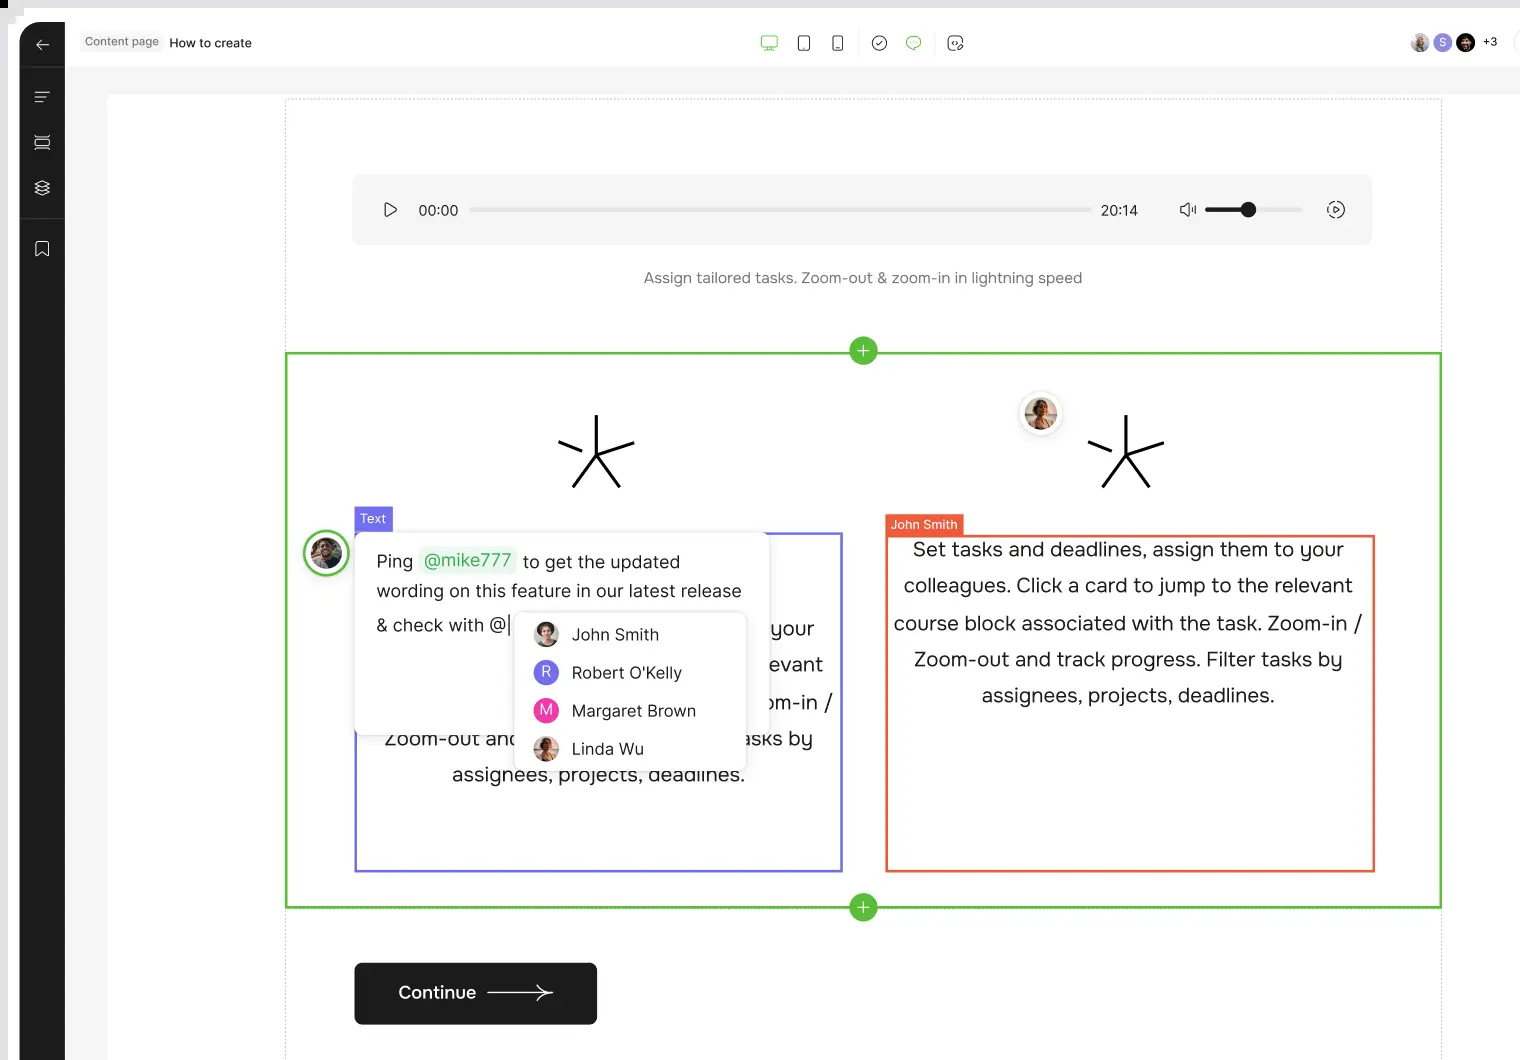 Content page How to create
S +3
00:00 20:14
Assign tailored tasks. Zoom-out & zoom-in in lightning speed
Text
Ping @mike777 to get the updated
wording on this feature in our latest release
& check with @
John Smith
R Robert O'Kelly
M Margaret Brown
Linda Wu
your
evant
om-in /
Zoom-out and
asks by
assignees, projects, deadlines.
John Smith
Set tasks and deadlines, assign them to your
colleagues. Click a card to jump to the relevant
course block associated with the task. Zoom-in /
Zoom-out and track progress. Filter tasks by
assignees, projects, deadlines.
Continue